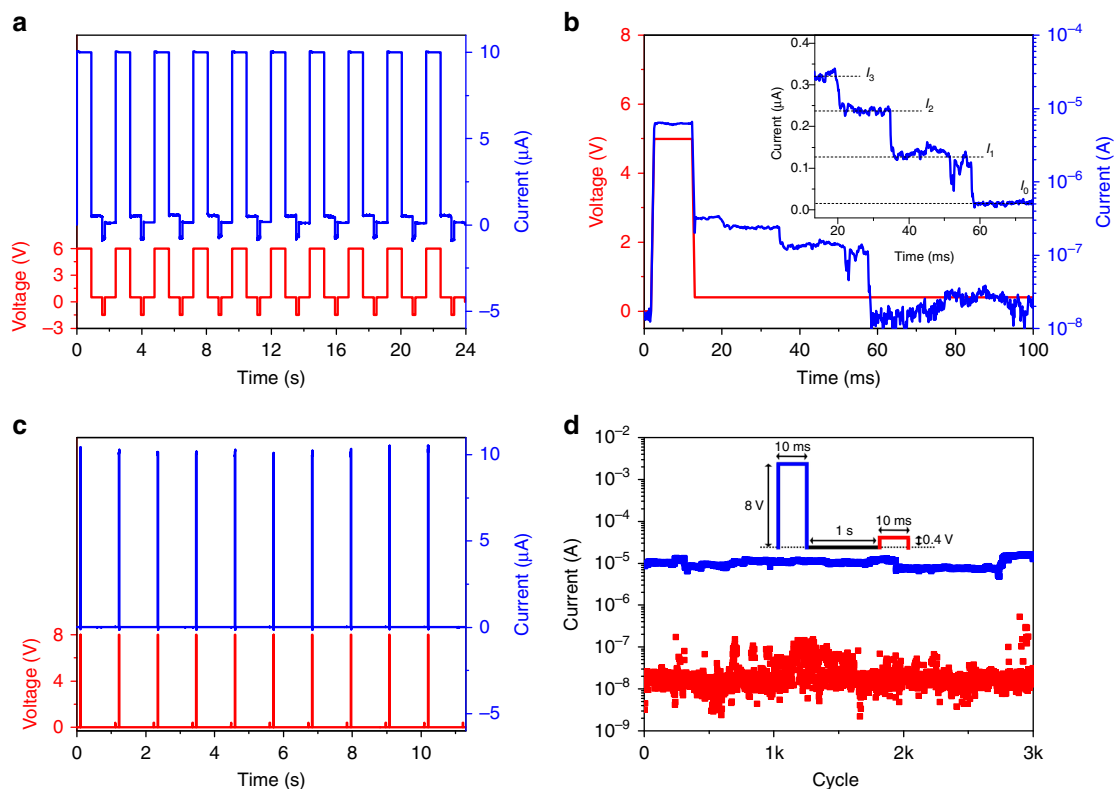 a
10
5
0
−5
Current (μA)
6
3
0
−3
Voltage (V)
0 4 8 12 16 20 24
Time (s)
b
8
6
4
2
0
Voltage (V)
10⁻⁴
10⁻⁵
10⁻⁶
10⁻⁷
10⁻⁸
Current (A)
0 20 40 60 80 100
Time (ms)
0.4
0.3
0.2
0.1
0.0
Current (μA)
I₃
I₂
I₁
I₀
20 40 60
Time (ms)
c
10
5
0
−5
Current (μA)
8
4
0
Voltage (V)
0 2 4 6 8 10
Time (s)
d
10⁻²
10⁻³
10⁻⁴
10⁻⁵
10⁻⁶
10⁻⁷
10⁻⁸
10⁻⁹
Current (A)
10 ms
8 V
1 s
10 ms
0.4 V
0 1k 2k 3k
Cycle